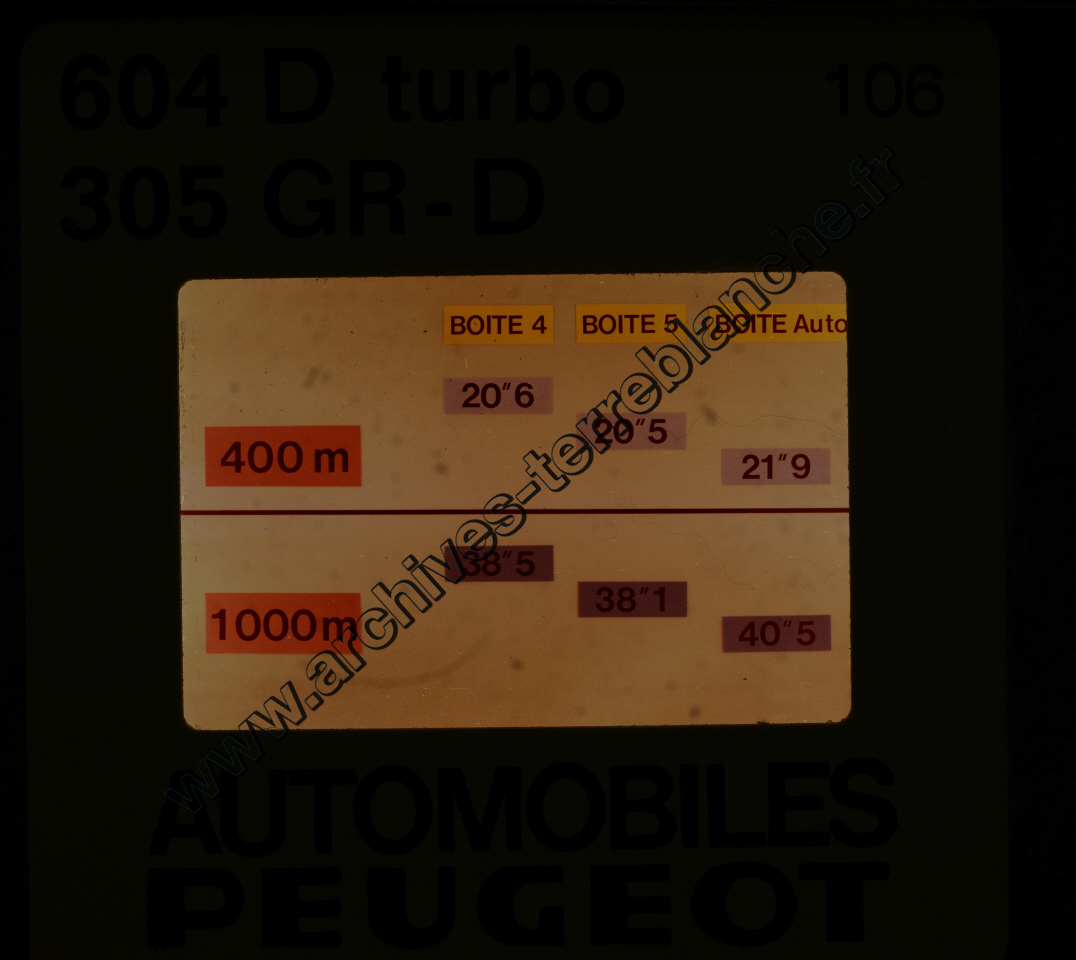 604 D turbo 106
305 GR-D
BOITE 4 BOITE 5 BOITE Auto
20"6
20"5
400 m
21"9
38"5
38"1
1000 m
40"5
www.archives-terreblanche.fr
AUTOMOBILES
PEUGEOT